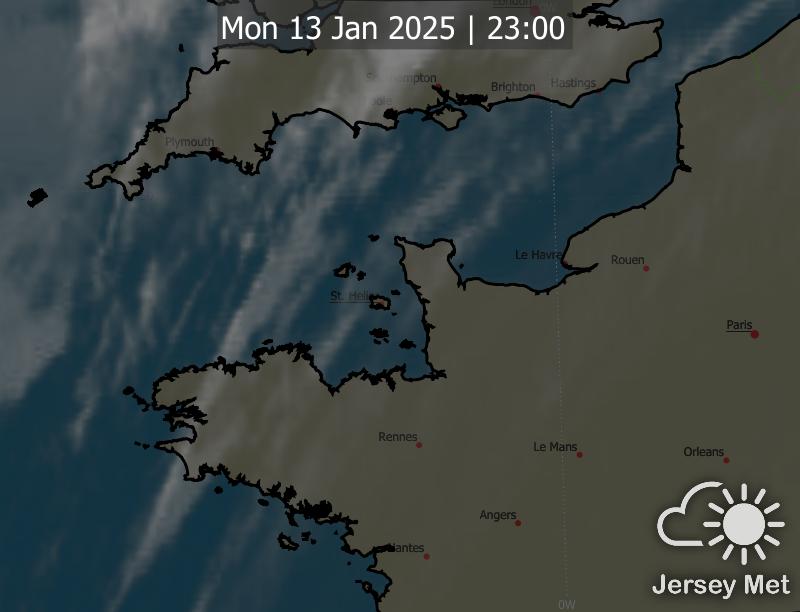 London
Mon 13 Jan 2025 | 23:00
Southampton
Brighton
Hastings
Poole
Plymouth
Le Havre
Rouen
St. Helier
Paris
Rennes
Le Mans
Orleans
Angers
Nantes
Jersey Met
0W